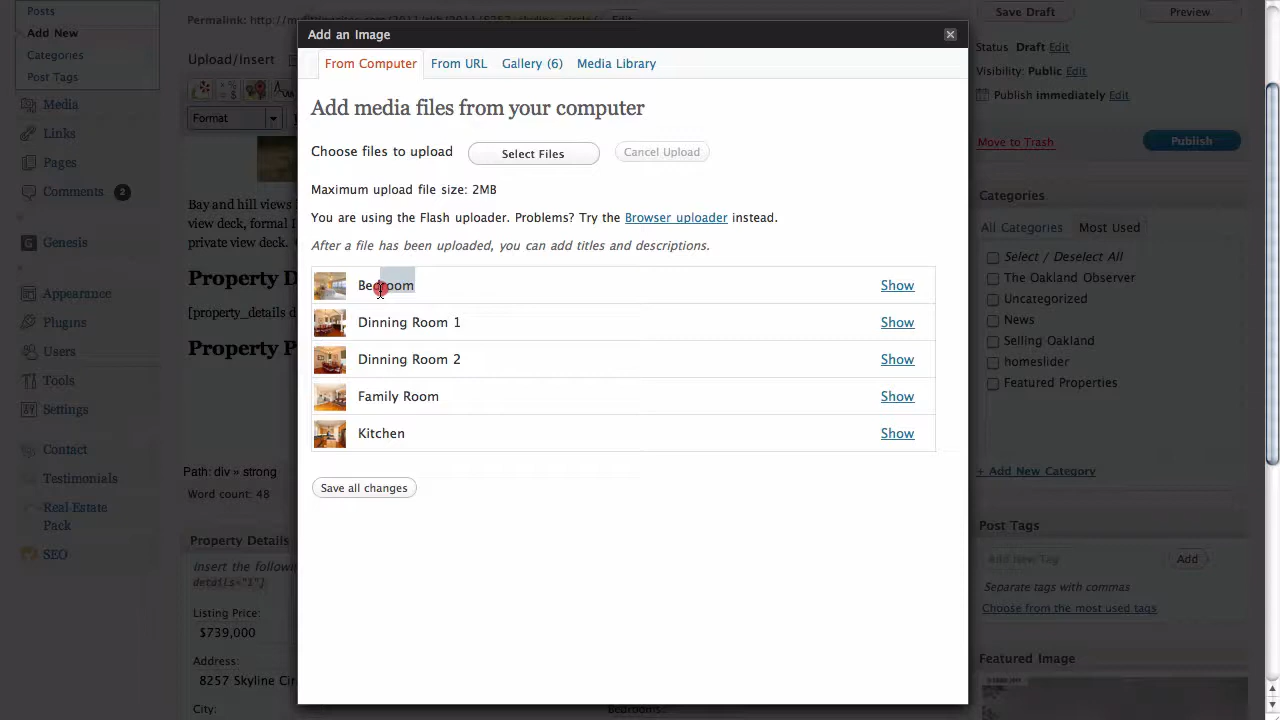 Posts
Add New
Categories
Post Tags
Media
Links
Pages
Comments 2
Genesis
Appearance
Plugins
Users
Tools
Settings
Contact
Testimonials
Real Estate
Pack
SEO
Permalink: http://
Edit
Upload/Insert
Format
Bay and hill views
view deck, formal
private view deck.
Property D
[property_details
Property P
Path: div » strong
Word count: 48
Property Details
Insert the following
details="1"]
Listing Price:
$739,000
Address:
8257 Skyline Cir
City:
Add an Image
From Computer
From URL
Gallery (6)
Media Library
Add media files from your computer
Choose files to upload
Select Files
Cancel Upload
Maximum upload file size: 2MB
You are using the Flash uploader. Problems? Try the Browser uploader instead.
After a file has been uploaded, you can add titles and descriptions.
Bedroom Show
Dinning Room 1 Show
Dinning Room 2 Show
Family Room Show
Kitchen Show
Save all changes
Bedrooms:
Save Draft
Preview
Status Draft Edit
Visibility: Public Edit
Publish immediately Edit
Move to Trash
Publish
Categories
All Categories Most Used
Select / Deselect All
The Oakland Observer
Uncategorized
News
Selling Oakland
homeslider
Featured Properties
+ Add New Category
Post Tags
Add New Tag
Add
Separate tags with commas
Choose from the most used tags
Featured Image